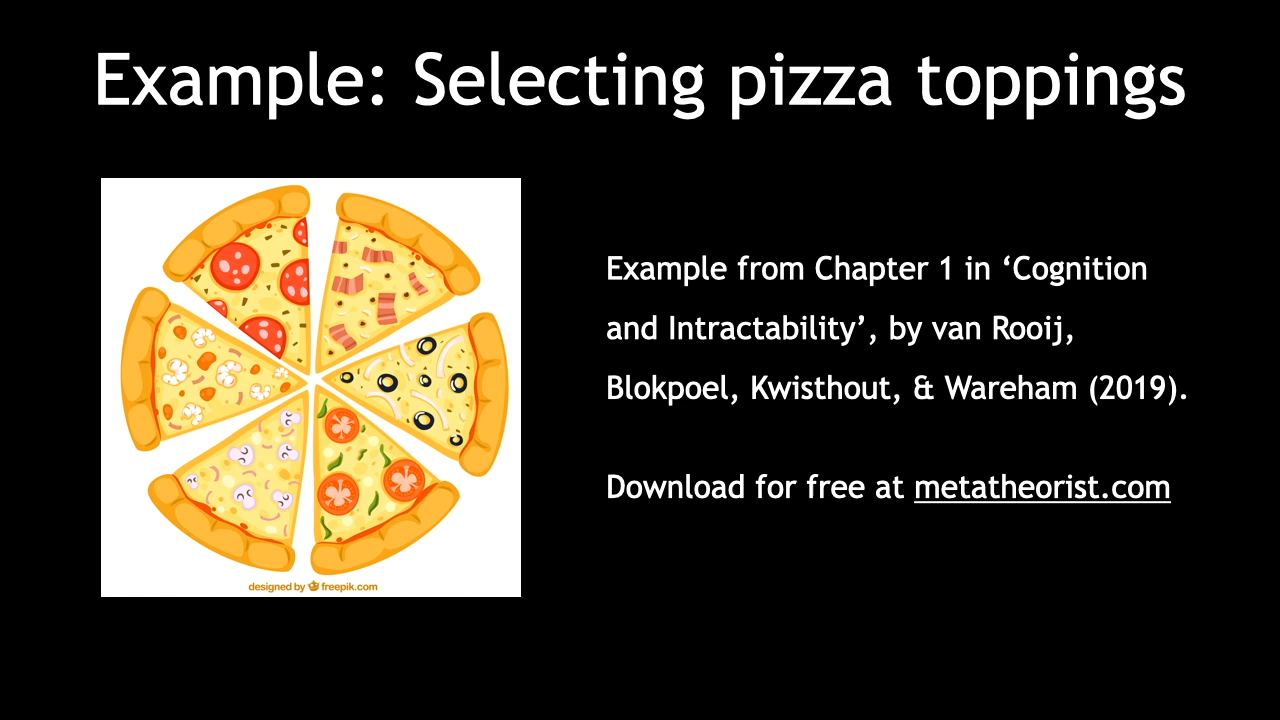 Example: Selecting pizza toppings
Example from Chapter 1 in ‘Cognition
and Intractability’, by van Rooij,
Blokpoel, Kwisthout, & Wareham (2019).
Download for free at metatheorist.com
designed by freepik.com